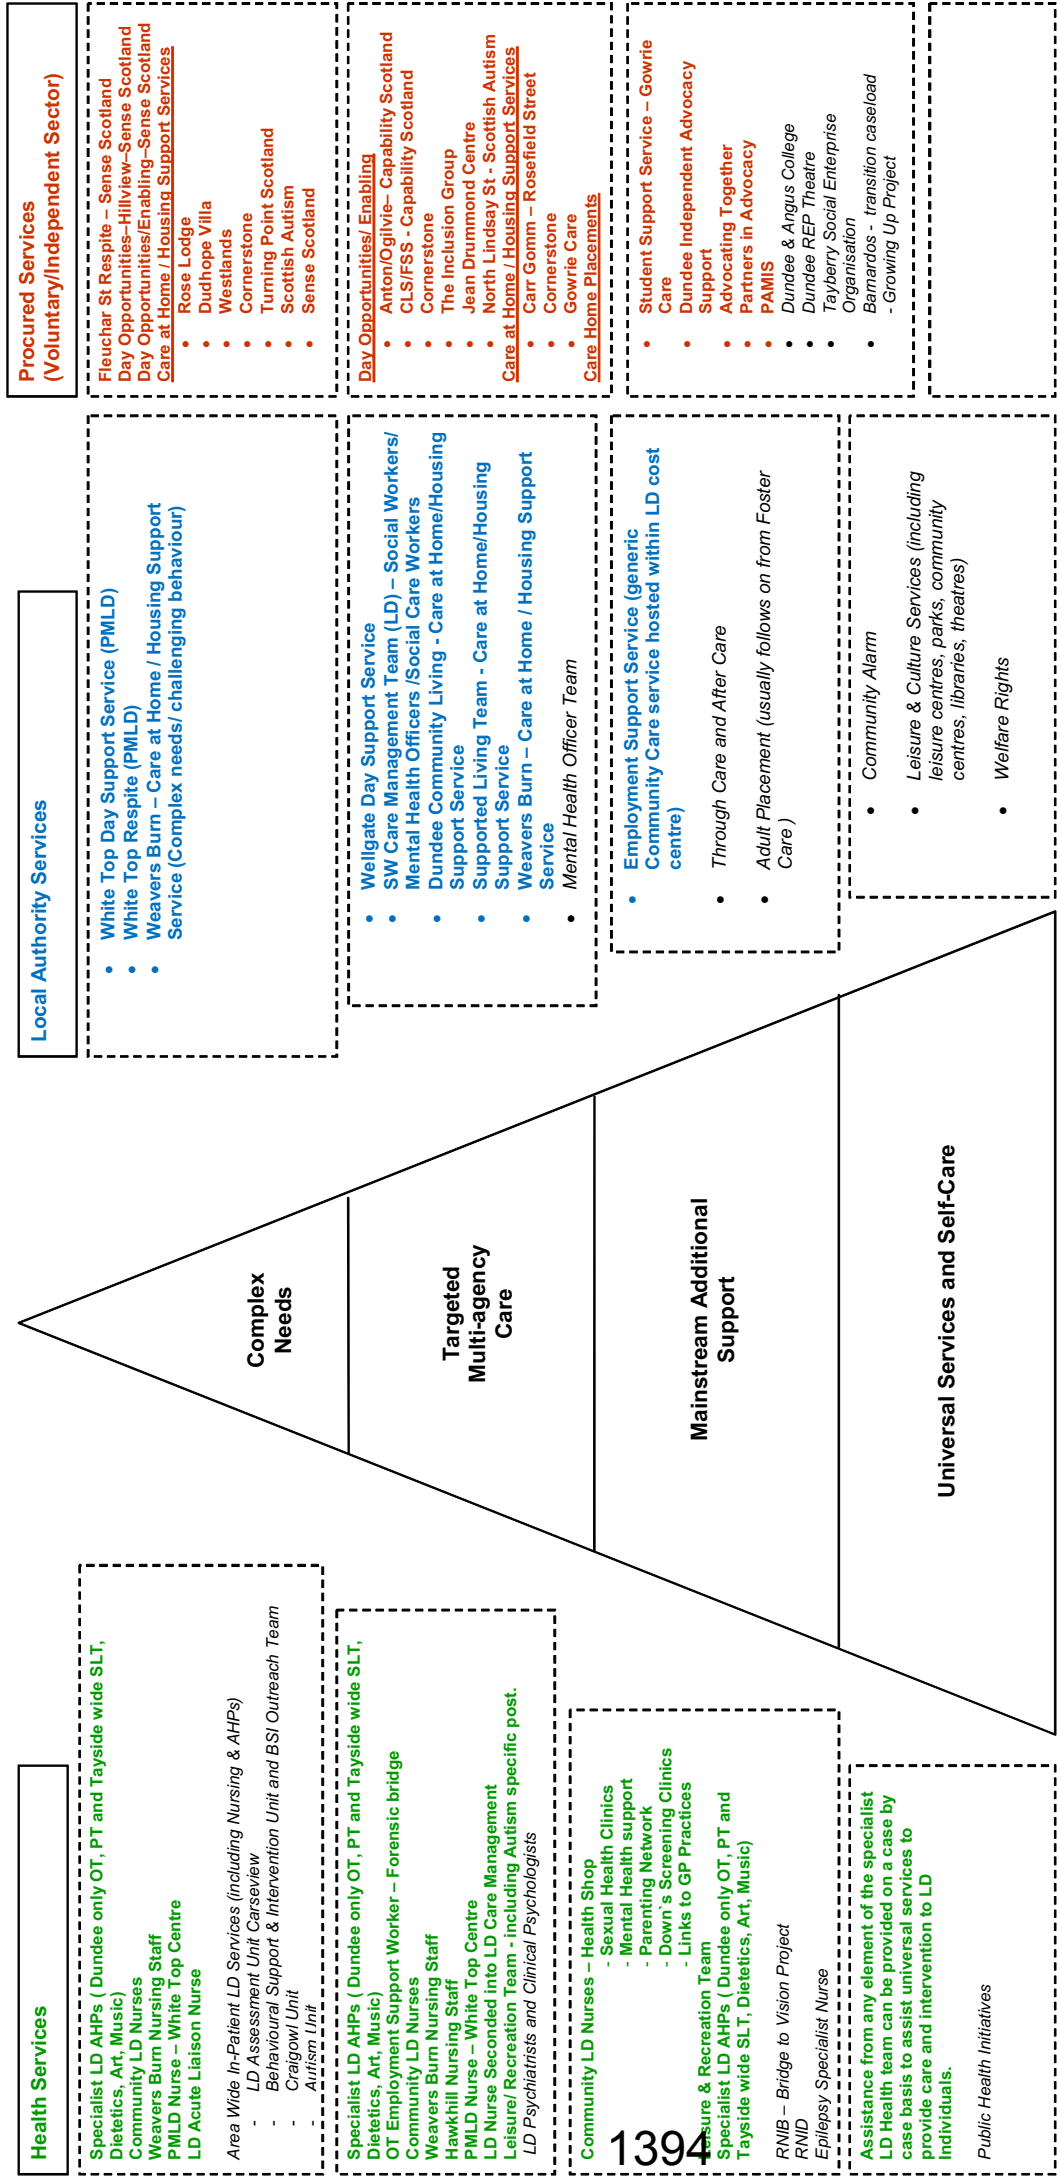 Health Services
Specialist LD AHPs ( Dundee only OT, PT and Tayside wide SLT,
Dietetics, Art, Music)
Community LD Nurses
Weavers Burn Nursing Staff
PMLD Nurse – White Top Centre
LD Acute Liaison Nurse
Area Wide In-Patient LD Services (including Nursing & AHPs)
- LD Assessment Unit Carseview
- Behavioural Support & Intervention Unit and BSI Outreach Team
- Craigowl Unit
- Autism Unit
Specialist LD AHPs ( Dundee only OT, PT and Tayside wide SLT,
Dietetics, Art, Music)
OT Employment Support Worker – Forensic bridge
Community LD Nurses
Weavers Burn Nursing Staff
Hawkhill Nursing Staff
PMLD Nurse – White Top Centre
LD Nurse Seconded into LD Care Management
Leisure/ Recreation Team - including Autism specific post.
LD Psychiatrists and Clinical Psychologists
Community LD Nurses – Health Shop
- Sexual Health Clinics
- Mental Health support
- Parenting Network
- Down`s Screening Clinics
- Links to GP Practices
Leisure & Recreation Team
Specialist LD AHPs ( Dundee only OT, PT and
Tayside wide SLT, Dietetics, Art, Music)
RNIB – Bridge to Vision Project
RNID
Epilepsy Specialist Nurse
Assistance from any element of the specialist
LD Health team can be provided on a case by
case basis to assist universal services to
provide care and intervention to LD
Individuals.
Public Health Initiatives
Complex
Needs
Targeted
Multi-agency
Care
Mainstream Additional
Support
Universal Services and Self-Care
Local Authority Services
• White Top Day Support Service (PMLD)
• White Top Respite (PMLD)
• Weavers Burn – Care at Home / Housing Support
Service (Complex needs/ challenging behaviour)
• Wellgate Day Support Service
• SW Care Management Team (LD) – Social Workers/
Mental Health Officers /Social Care Workers
• Dundee Community Living - Care at Home/Housing
Support Service
• Supported Living Team - Care at Home/Housing
Support Service
• Weavers Burn – Care at Home / Housing Support
Service
• Mental Health Officer Team
• Employment Support Service (generic
Community Care service hosted within LD cost
centre)
• Through Care and After Care
• Adult Placement (usually follows on from Foster
Care )
• Community Alarm
• Leisure & Culture Services (including
leisure centres, parks, community
centres, libraries, theatres)
• Welfare Rights
Procured Services
(Voluntary/Independent Sector)
Fleuchar St Respite – Sense Scotland
Day Opportunities–Hillview–Sense Scotland
Day Opportunities/Enabling–Sense Scotland
Care at Home / Housing Support Services
• Rose Lodge
• Dudhope Villa
• Westlands
• Cornerstone
• Turning Point Scotland
• Scottish Autism
• Sense Scotland
Day Opportunities/ Enabling
• Anton/Ogilvie– Capability Scotland
• CLS/FSS - Capability Scotland
• Cornerstone
• The Inclusion Group
• Jean Drummond Centre
• North Lindsay St - Scottish Autism
Care at Home / Housing Support Services
• Carr Gomm – Rosefield Street
• Cornerstone
• Gowrie Care
Care Home Placements
• Student Support Service – Gowrie
Care
• Dundee Independent Advocacy
Support
• Advocating Together
• Partners in Advocacy
• PAMIS
• Dundee & Angus College
• Dundee REP Theatre
• Tayberry Social Enterprise
Organisation
• Barnardos - transition caseload
- Growing Up Project
1394